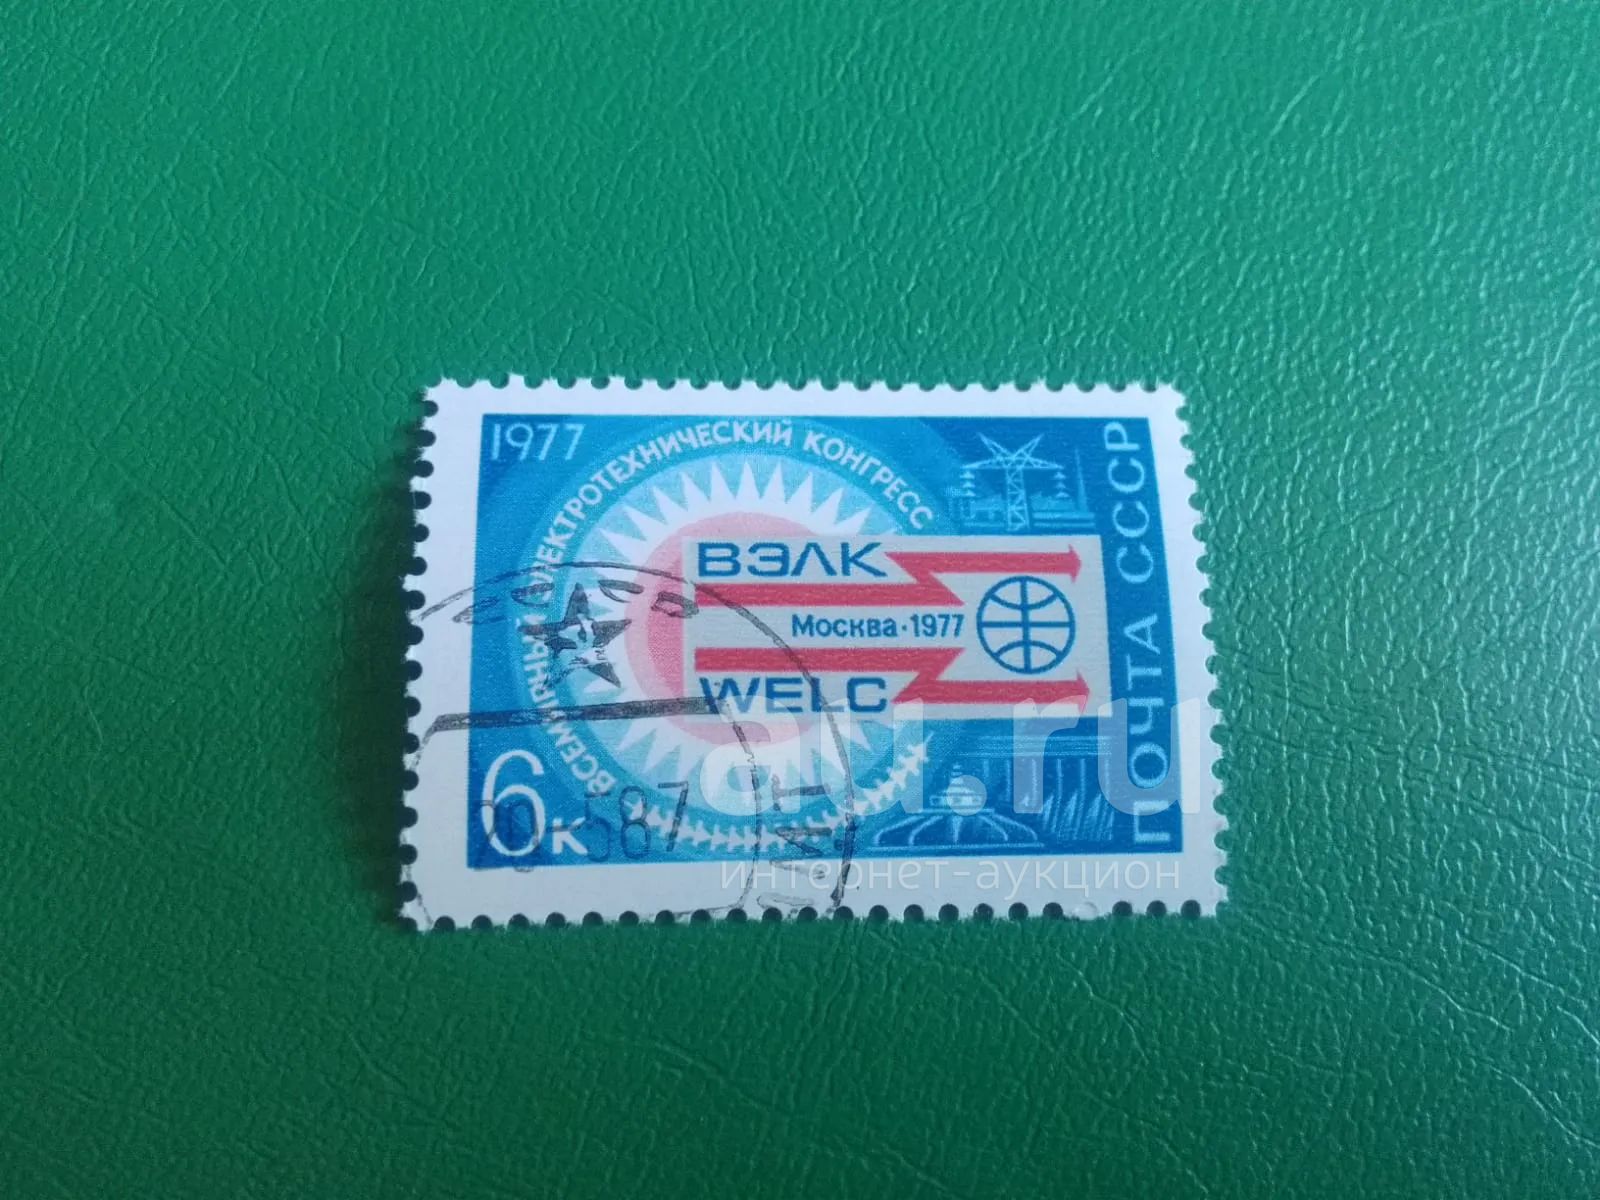 1977
ВСЕМИРНЫЙ ЭЛЕКТРОТЕХНИЧЕСКИЙ КОНГРЕСС
ВЭЛК
Москва·1977
WELC
6к
ПОЧТА СССР
587
au.ru
интернет-аукцион